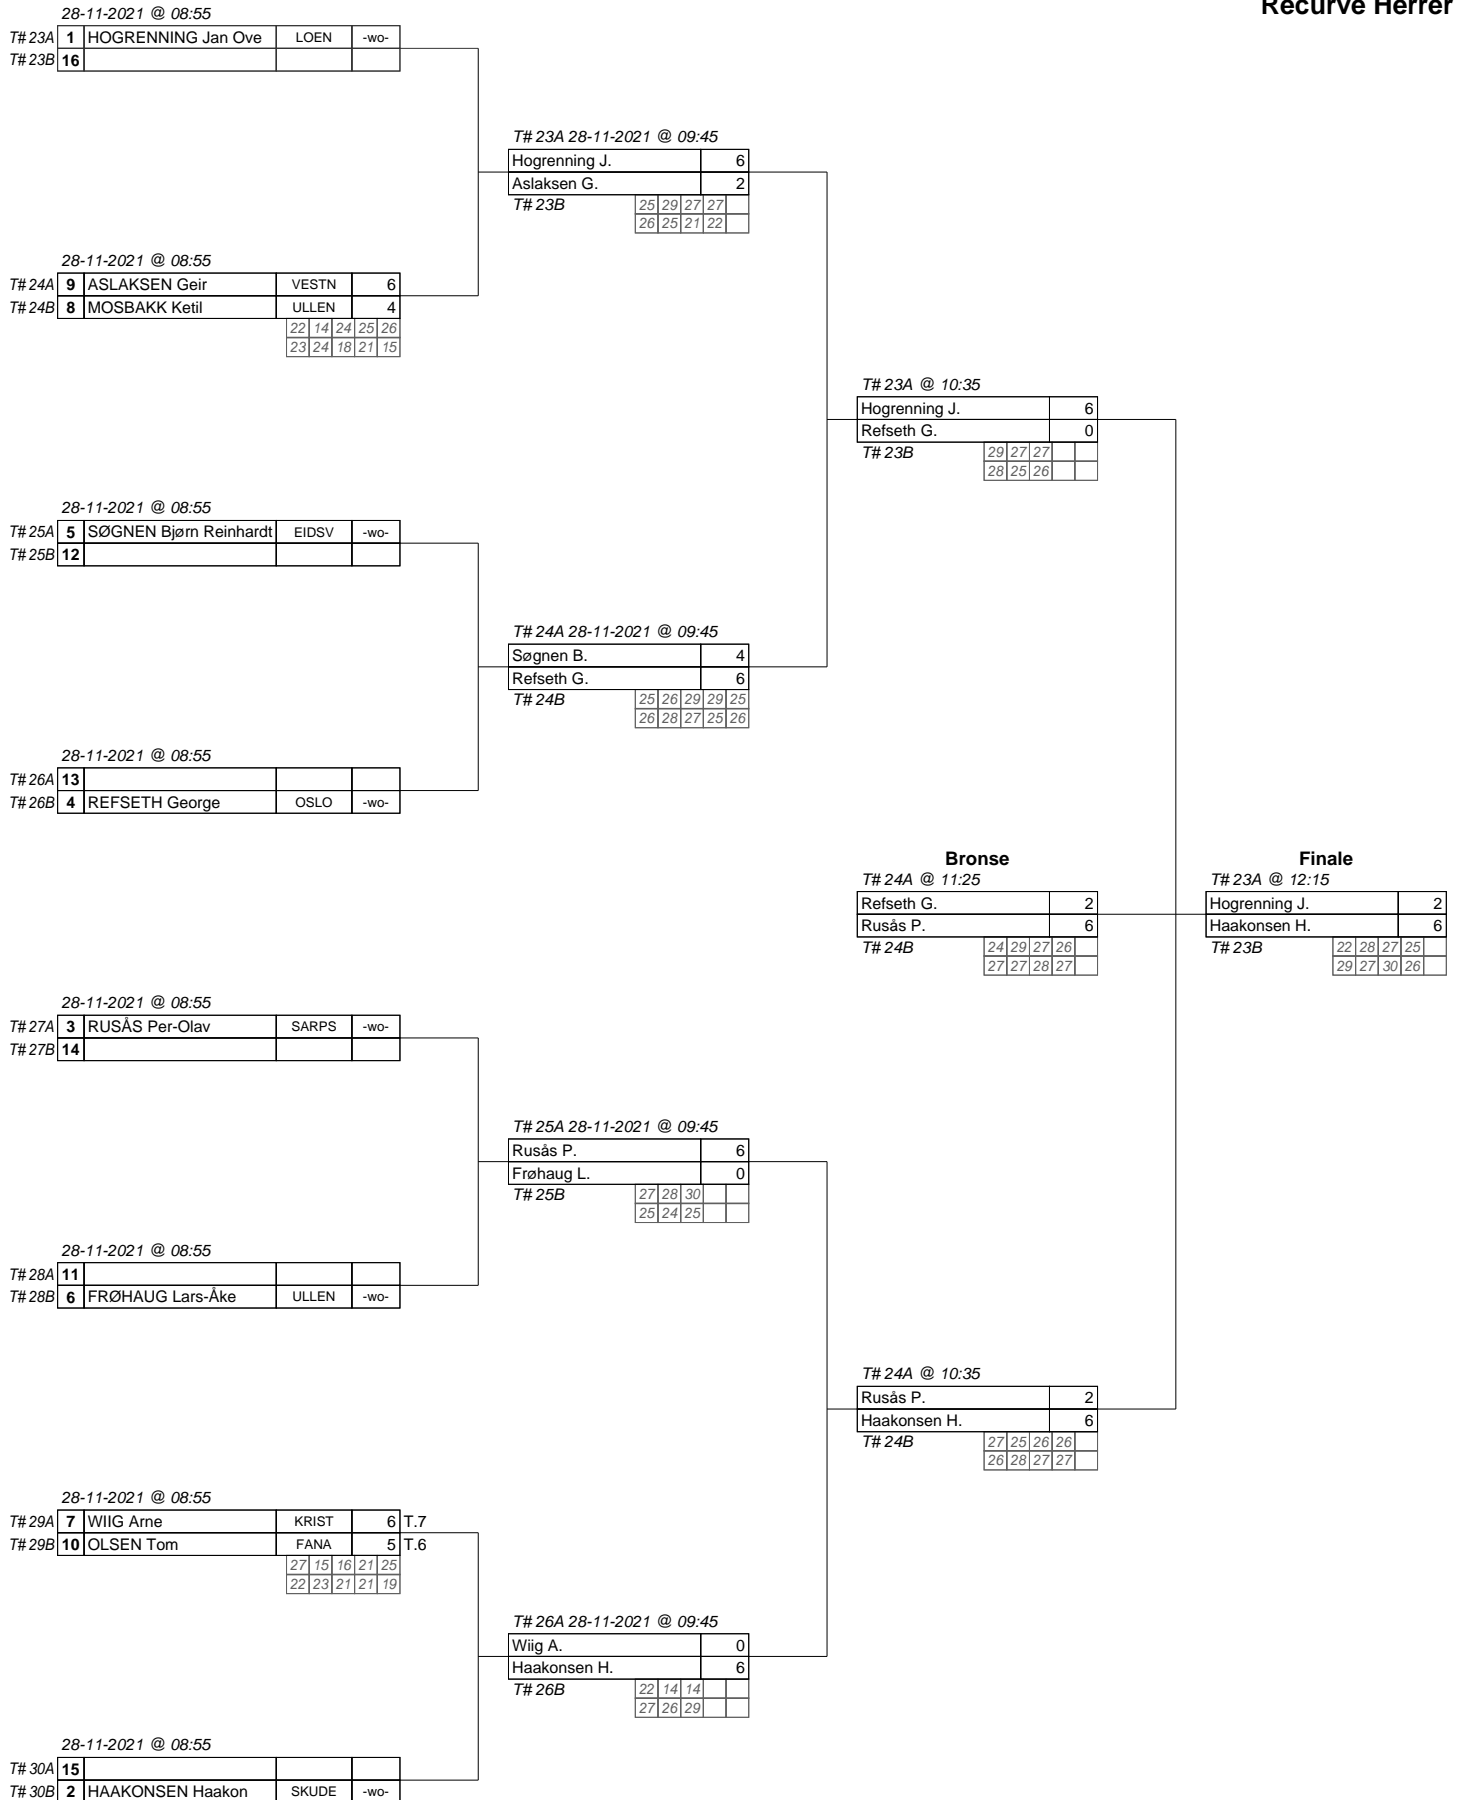 Recurve Herrer
28-11-2021 @ 08:55
T# 23A 1 HOGRENNING Jan Ove LOEN -wo-
T# 23B 16
T# 23A 28-11-2021 @ 09:45
Hogrenning J. 6
Aslaksen G. 2
T# 23B 25 29 27 27
26 25 21 22
28-11-2021 @ 08:55
T# 24A 9 ASLAKSEN Geir VESTN 6
T# 24B 8 MOSBAKK Ketil ULLEN 4
22 14 24 25 26
23 24 18 21 15
T# 23A @ 10:35
Hogrenning J. 6
Refseth G. 0
T# 23B 29 27 27
28 25 26
28-11-2021 @ 08:55
T# 25A 5 SØGNEN Bjørn Reinhardt EIDSV -wo-
T# 25B 12
T# 24A 28-11-2021 @ 09:45
Søgnen B. 4
Refseth G. 6
T# 24B 25 26 29 29 25
26 28 27 25 26
28-11-2021 @ 08:55
T# 26A 13
T# 26B 4 REFSETH George OSLO -wo-
Bronse
T# 24A @ 11:25
Refseth G. 2
Rusås P. 6
T# 24B 24 29 27 26
27 27 28 27
Finale
T# 23A @ 12:15
Hogrenning J. 2
Haakonsen H. 6
T# 23B 22 28 27 25
29 27 30 26
28-11-2021 @ 08:55
T# 27A 3 RUSÅS Per-Olav SARPS -wo-
T# 27B 14
T# 25A 28-11-2021 @ 09:45
Rusås P. 6
Frøhaug L. 0
T# 25B 27 28 30
25 24 25
28-11-2021 @ 08:55
T# 28A 11
T# 28B 6 FRØHAUG Lars-Åke ULLEN -wo-
T# 24A @ 10:35
Rusås P. 2
Haakonsen H. 6
T# 24B 27 25 26 26
26 28 27 27
28-11-2021 @ 08:55
T# 29A 7 WIIG Arne KRIST 6 T.7
T# 29B 10 OLSEN Tom FANA 5 T.6
27 15 16 21 25
22 23 21 21 19
T# 26A 28-11-2021 @ 09:45
Wiig A. 0
Haakonsen H. 6
T# 26B 22 14 14
27 26 29
28-11-2021 @ 08:55
T# 30A 15
T# 30B 2 HAAKONSEN Haakon SKUDE -wo-